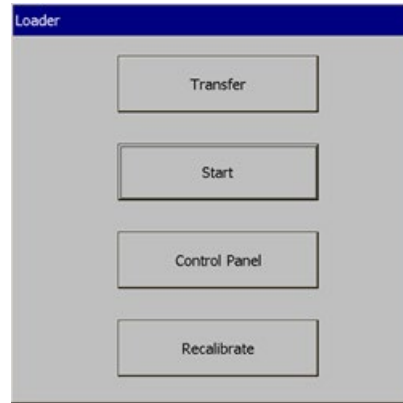 Loader
Transfer
Start
Control Panel
Recalibrate